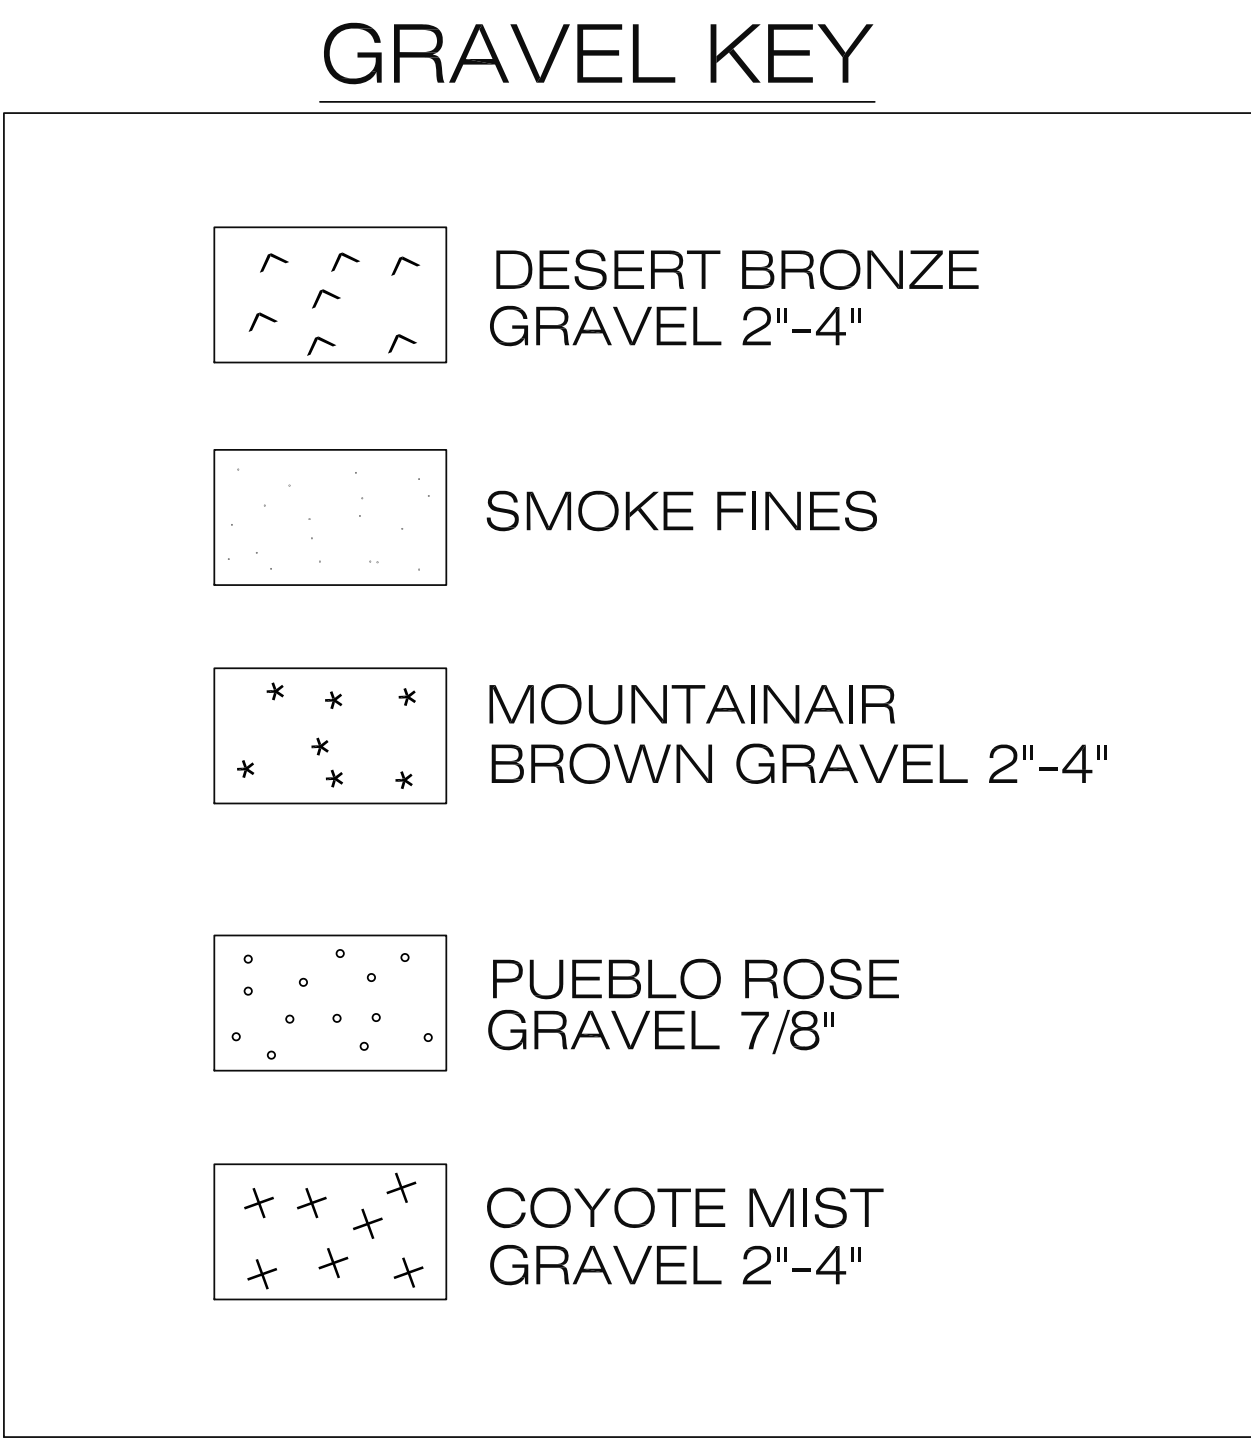 GRAVEL KEY
DESERT BRONZE
GRAVEL 2"-4"
SMOKE FINES
MOUNTAINAIR
BROWN GRAVEL 2"-4"
PUEBLO ROSE
GRAVEL 7/8"
COYOTE MIST
GRAVEL 2"-4"